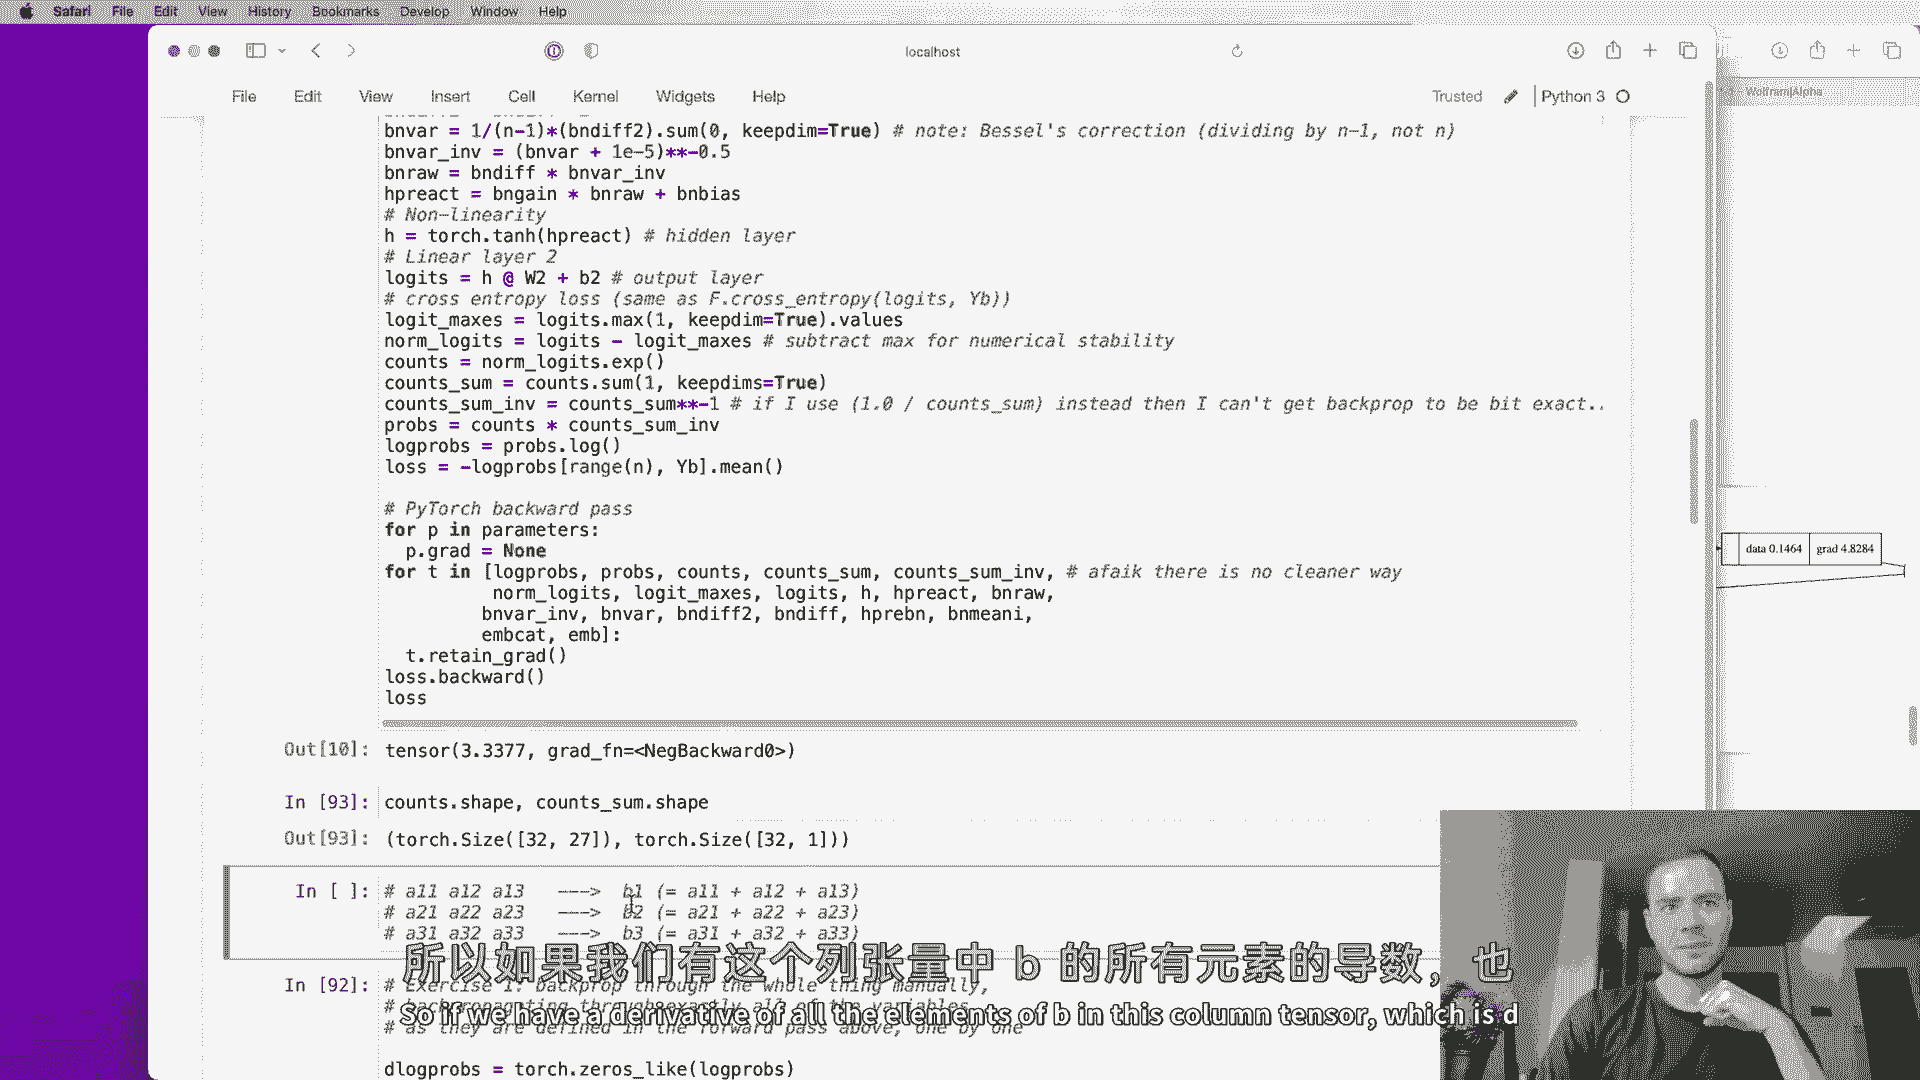 Safari File Edit View History Bookmarks Develop Window Help
localhost
Wolfram|Alpha
File Edit View Insert Cell Kernel Widgets Help Trusted Python 3
bnvar = 1/(n-1)*(bndiff2).sum(0, keepdim=True) # note: Bessel's correction (dividing by n-1, not n)
bnvar_inv = (bnvar + 1e-5)**-0.5
bnraw = bndiff * bnvar_inv
hpreact = bngain * bnraw + bnbias
# Non-linearity
h = torch.tanh(hpreact) # hidden layer
# Linear layer 2
logits = h @ W2 + b2 # output layer
# cross entropy loss (same as F.cross_entropy(logits, Yb))
logit_maxes = logits.max(1, keepdim=True).values
norm_logits = logits - logit_maxes # subtract max for numerical stability
counts = norm_logits.exp()
counts_sum = counts.sum(1, keepdims=True)
counts_sum_inv = counts_sum**-1 # if I use (1.0 / counts_sum) instead then I can't get backprop to be bit exact..
probs = counts * counts_sum_inv
logprobs = probs.log()
loss = -logprobs[range(n), Yb].mean()
# PyTorch backward pass
for p in parameters:
p.grad = None
for t in [logprobs, probs, counts, counts_sum, counts_sum_inv, # afaik there is no cleaner way
norm_logits, logit_maxes, logits, h, hpreact, bnraw,
bnvar_inv, bnvar, bndiff2, bndiff, hprebn, bnmeani,
embcat, emb]:
t.retain_grad()
loss.backward()
loss
data 0.1464 grad 4.8284
Out[10]: tensor(3.3377, grad_fn=<NegBackward0>)
In [93]: counts.shape, counts_sum.shape
Out[93]: (torch.Size([32, 27]), torch.Size([32, 1]))
In [ ]: # a11 a12 a13 ---> b1 (= a11 + a12 + a13)
# a21 a22 a23 ---> b2 (= a21 + a22 + a23)
# a31 a32 a33 ---> b3 (= a31 + a32 + a33)
所以如果我们有这个列张量中 b 的所有元素的导数，也
In [92]: # Exercise 1: backprop through the whole thing manually,
# backpropagating through exactly all of the variables
So if we have a derivative of all the elements of b in this column tensor, which is d
# as they are defined in the forward pass above, one by one
dlogprobs = torch.zeros_like(logprobs)